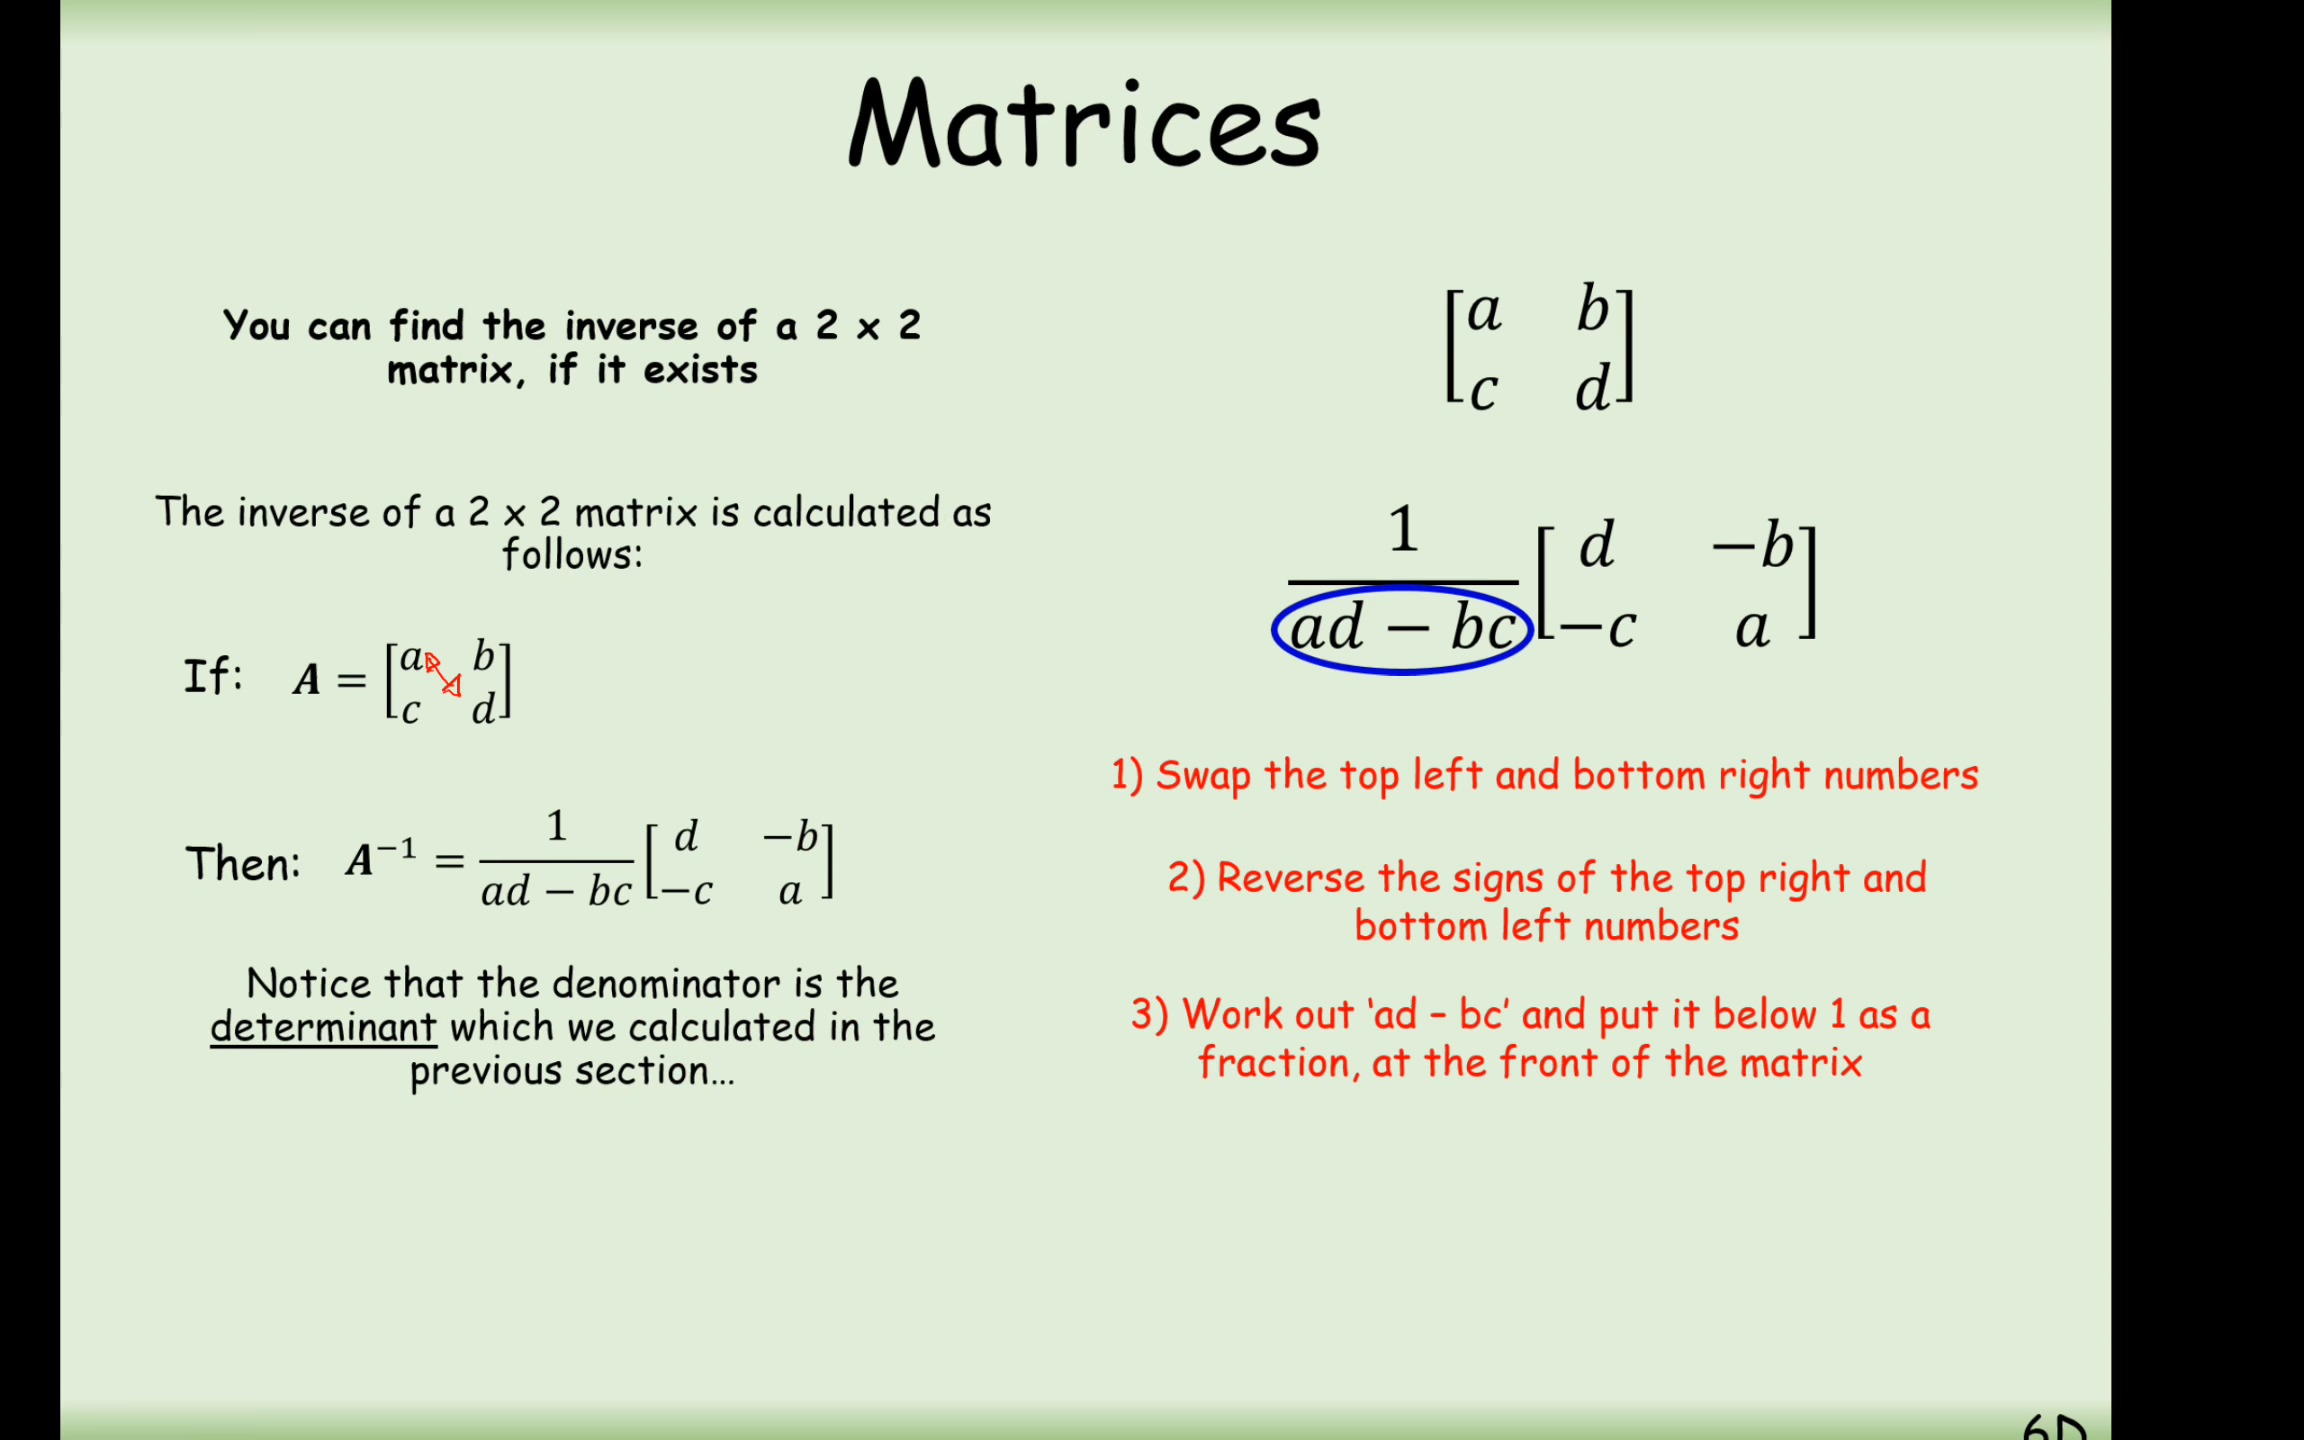 Matrices
You can find the inverse of a 2 x 2
matrix, if it exists
The inverse of a 2 x 2 matrix is calculated as
follows:
If: A = [a b
c d]
Then: A⁻¹ = 1/(ad − bc) [d −b
−c a]
Notice that the denominator is the
determinant which we calculated in the
previous section...
[a b
c d]
1/(ad − bc) [d −b
−c a]
1) Swap the top left and bottom right numbers
2) Reverse the signs of the top right and
bottom left numbers
3) Work out ‘ad – bc’ and put it below 1 as a
fraction, at the front of the matrix
6D